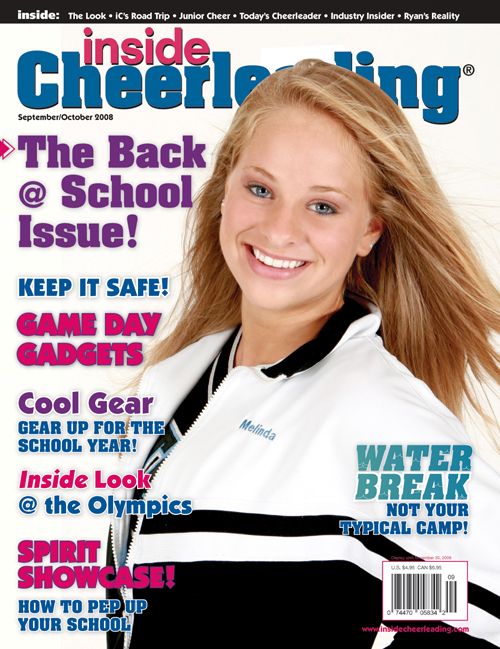 inside: The Look • iC's Road Trip • Junior Cheer • Today's Cheerleader • Industry Insider • Ryan's Reality
inside
Cheerleading®
September/October 2008
The Back
@ School
Issue!
KEEP IT SAFE!
GAME DAY
GADGETS
Cool Gear
GEAR UP FOR THE
SCHOOL YEAR!
Inside Look
@ the Olympics
SPIRIT
SHOWCASE!
HOW TO PEP UP
YOUR SCHOOL
Melinda
WATER
BREAK
NOT YOUR
TYPICAL CAMP!
U.S. $4.95 CAN $6.95
09
0 74470 05834 2
www.insidecheerleading.com